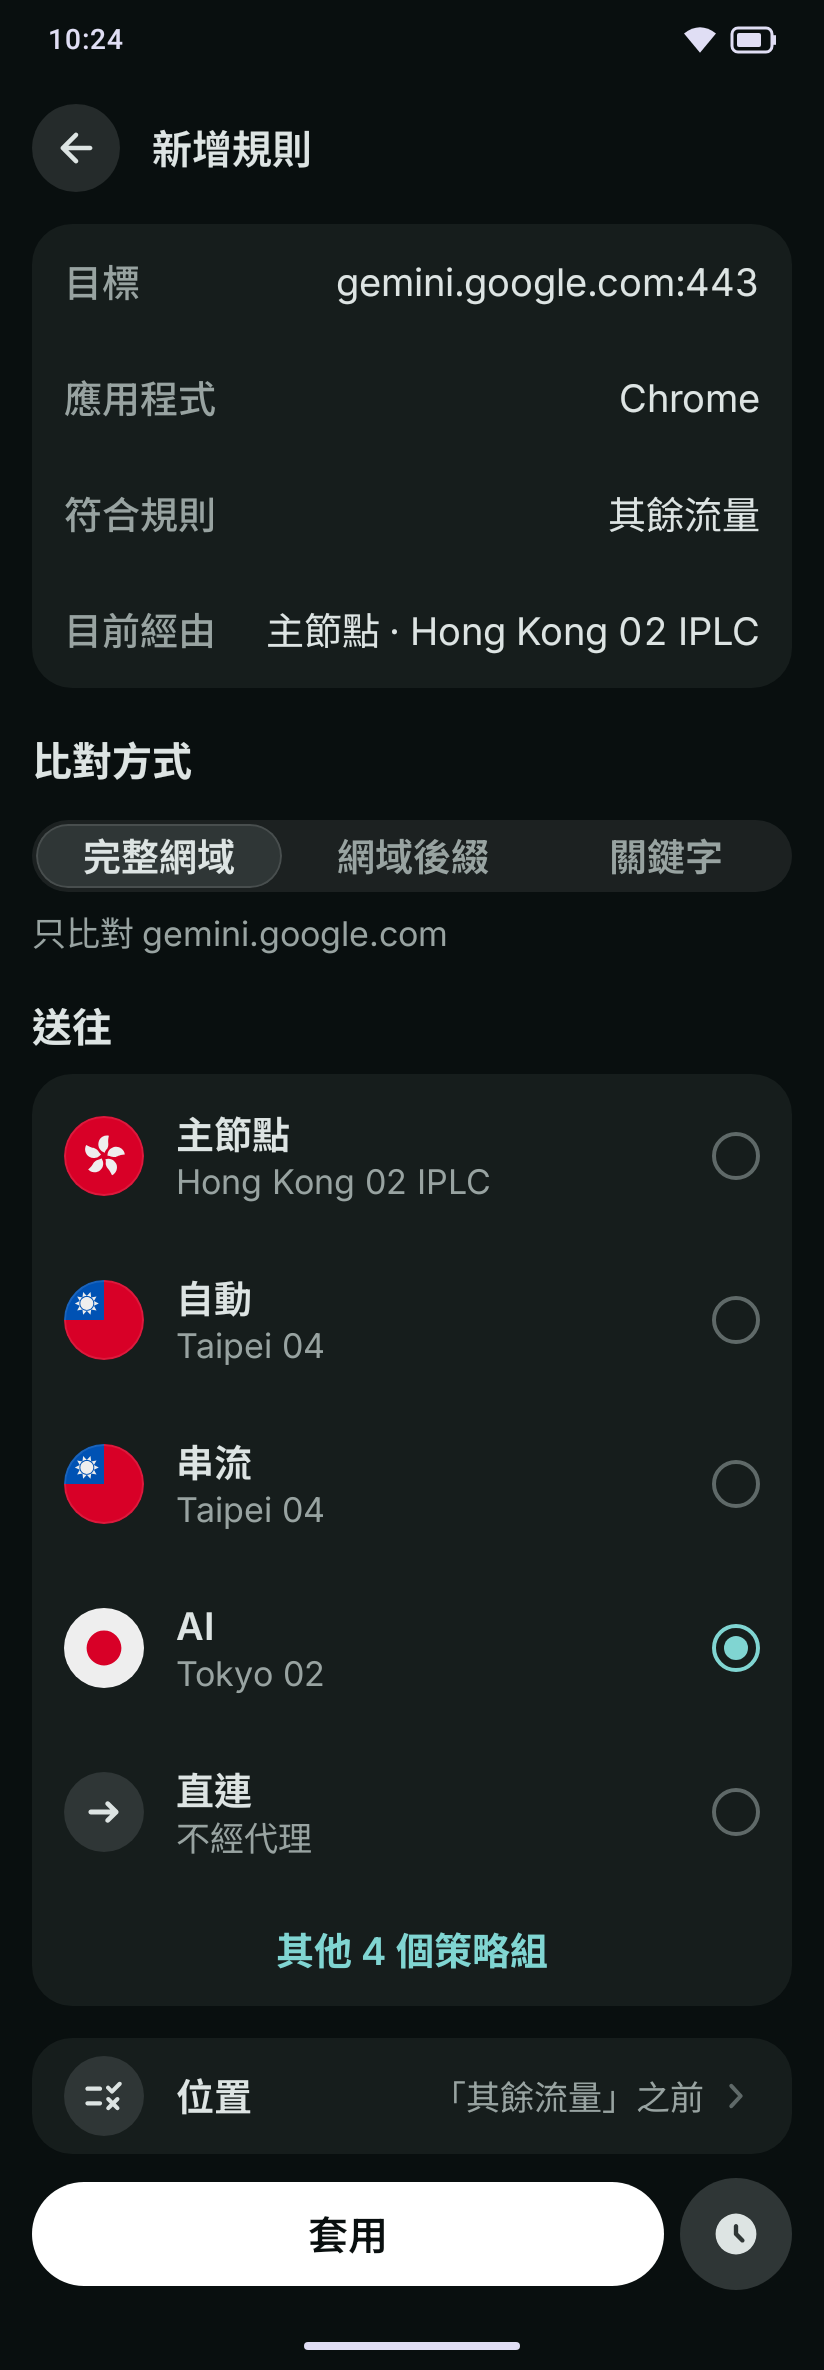 10:24
新增規則
目標 gemini.google.com:443
應用程式 Chrome
符合規則 其餘流量
目前經由 主節點 · Hong Kong 02 IPLC
比對方式
完整網域 網域後綴 關鍵字
只比對 gemini.google.com
送往
主節點
Hong Kong 02 IPLC
自動
Taipei 04
串流
Taipei 04
AI
Tokyo 02
直連
不經代理
其他 4 個策略組
位置 「其餘流量」之前
套用